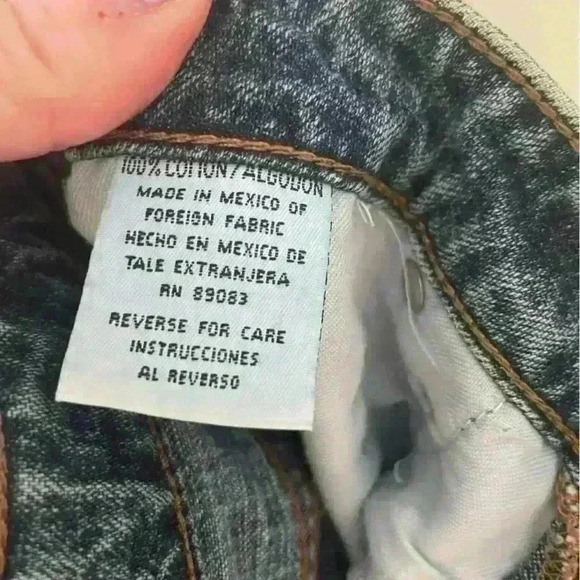 100% COTTON/ALGODON
MADE IN MEXICO OF
FOREIGN FABRIC
HECHO EN MEXICO DE
TALE EXTRANJERA
RN 89083
REVERSE FOR CARE
INSTRUCCIONES
AL REVERSO